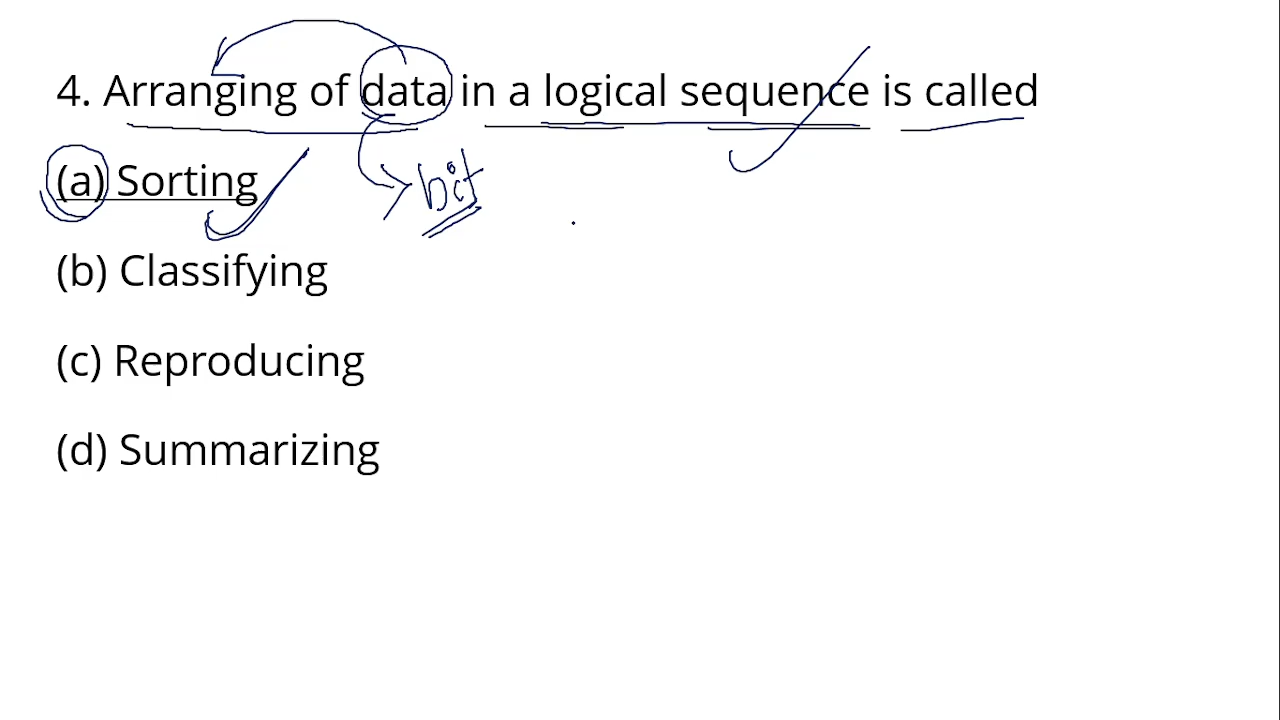 4. Arranging of data in a logical sequence is called
(a) Sorting
bit
(b) Classifying
(c) Reproducing
(d) Summarizing